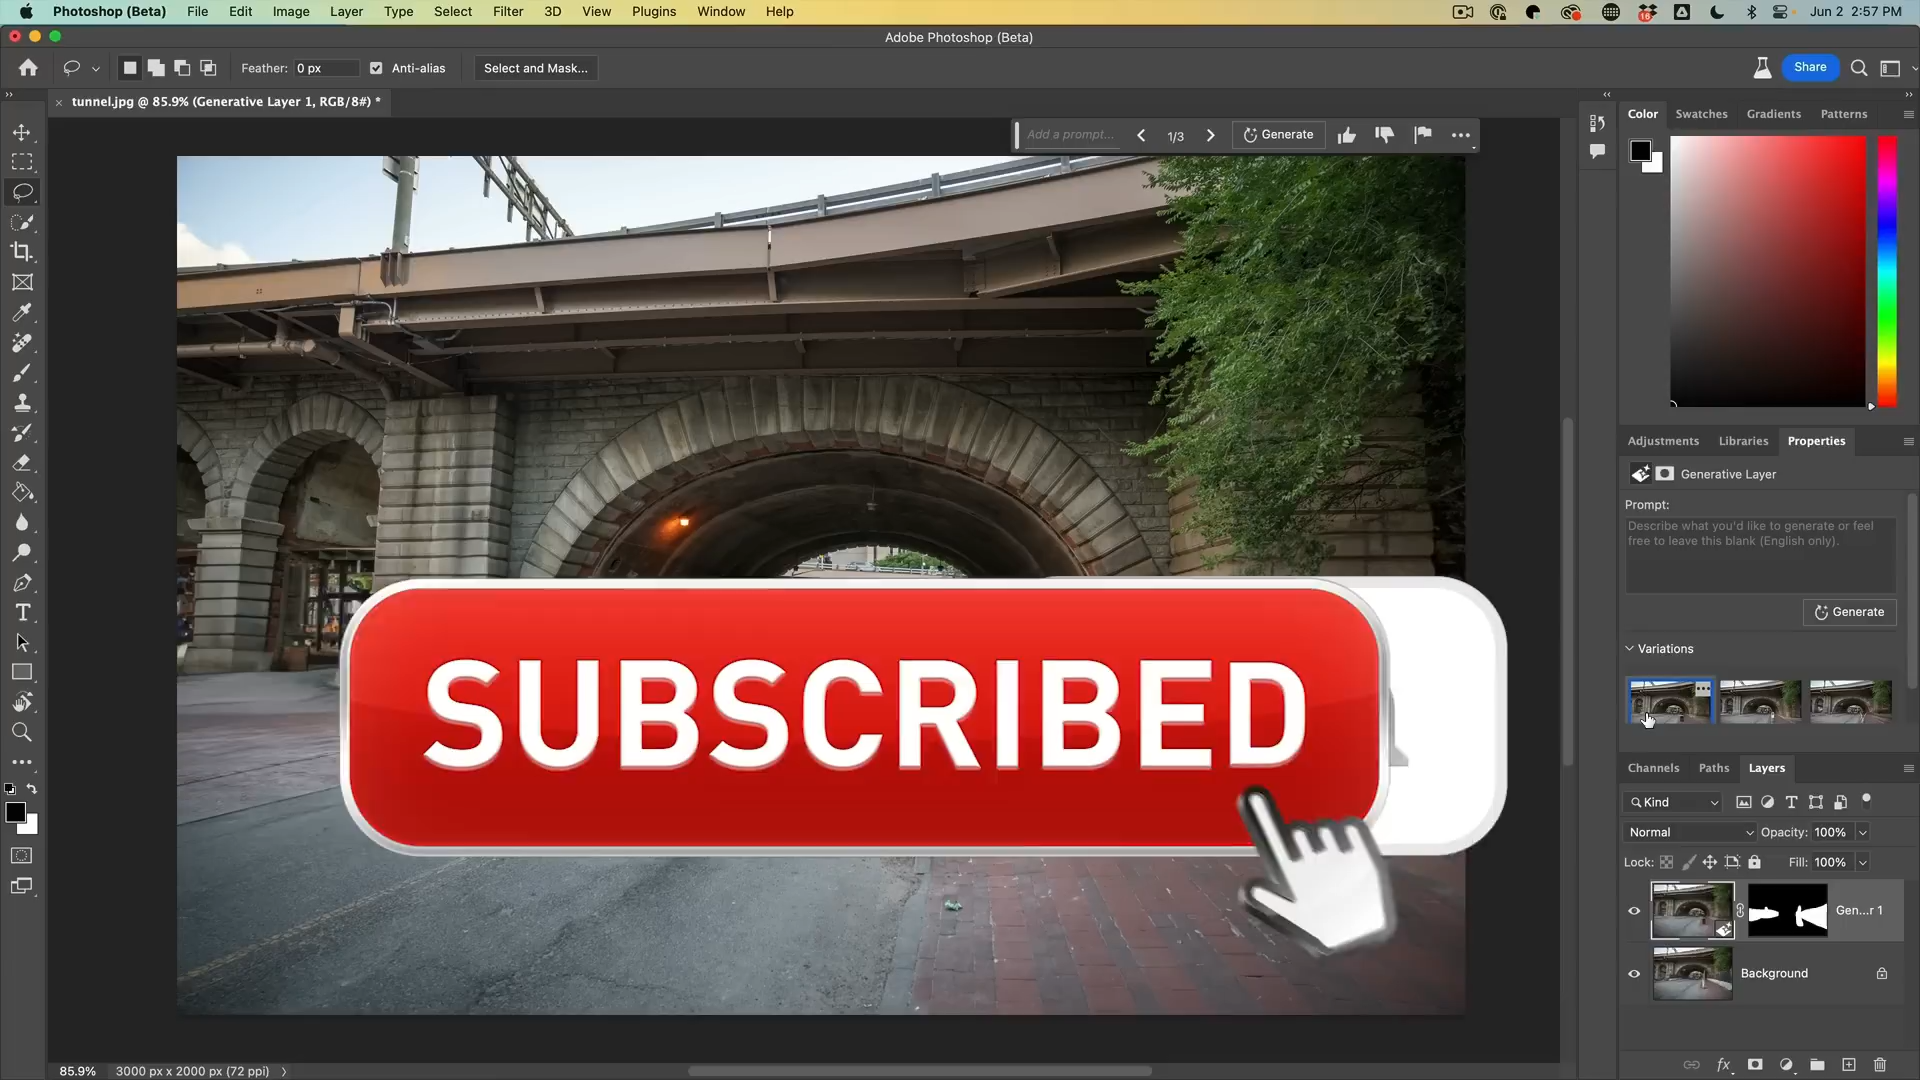 Photoshop (Beta) File Edit Image Layer Type Select Filter 3D View Plugins Window Help
16
Jun 2 2:57 PM
Adobe Photoshop (Beta)
Feather: 0 px Anti-alias Select and Mask... Share
tunnel.jpg @ 85.9% (Generative Layer 1, RGB/8#) *
Add a prompt... 1/3 Generate
Color Swatches Gradients Patterns
Adjustments Libraries Properties
Generative Layer
Prompt:
Describe what you'd like to generate or feel
free to leave this blank (English only).
Generate
Variations
SUBSCRIBED
Channels Paths Layers
Kind
Normal Opacity: 100%
Lock: Fill: 100%
Gen...r 1
Background
85.9% 3000 px x 2000 px (72 ppi)